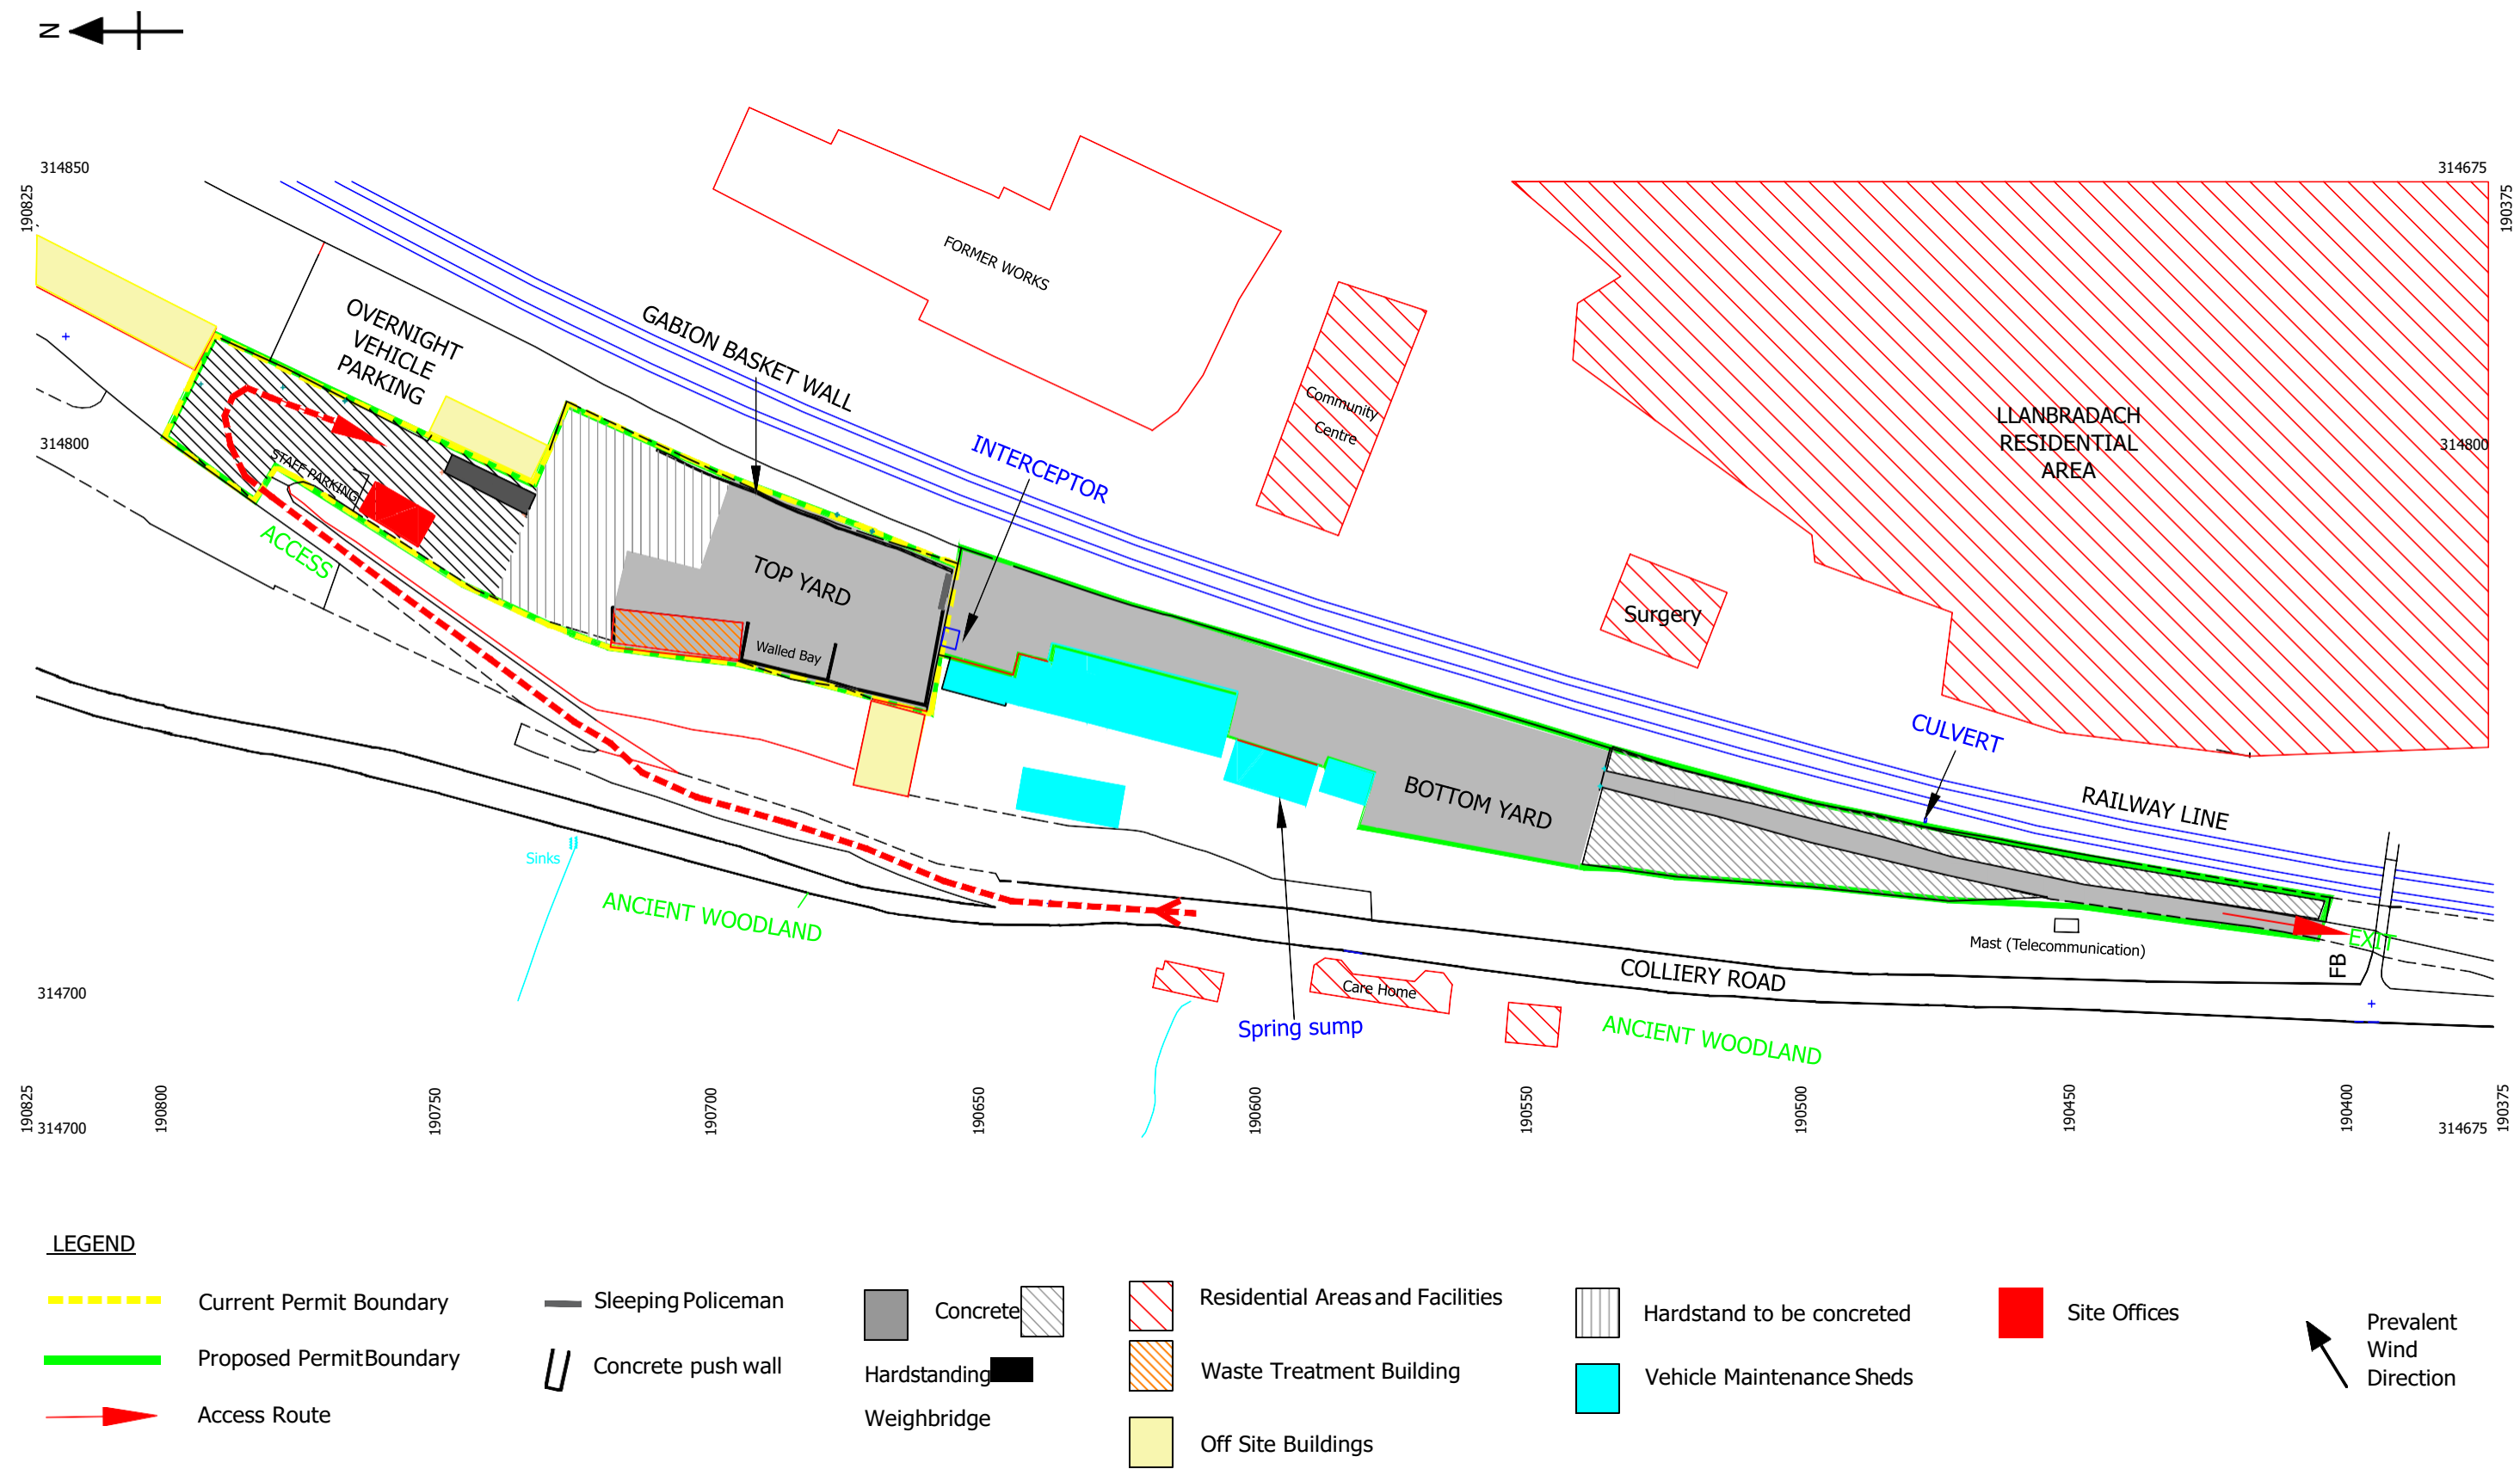 N
314850
314675
190825
190375
FORMER WORKS
OVERNIGHT
VEHICLE
PARKING
GABION BASKET WALL
Community
Centre
LLANBRADACH
RESIDENTIAL
AREA
314800
314800
INTERCEPTOR
STAFF PARKING
ACCESS
TOP YARD
Surgery
Walled Bay
CULVERT
BOTTOM YARD
RAILWAY LINE
Sinks
ANCIENT WOODLAND
Mast (Telecommunication)
EXIT
FB
COLLIERY ROAD
Care Home
314700
Spring sump
ANCIENT WOODLAND
190825
190800
190750
190700
190650
190600
190550
190500
190450
190400
190375
314700
314675
LEGEND
Current Permit Boundary
Proposed Permit Boundary
Access Route
Sleeping Policeman
Concrete push wall
Concrete
Hardstanding
Weighbridge
Residential Areas and Facilities
Waste Treatment Building
Off Site Buildings
Hardstand to be concreted
Vehicle Maintenance Sheds
Site Offices
Prevalent
Wind
Direction